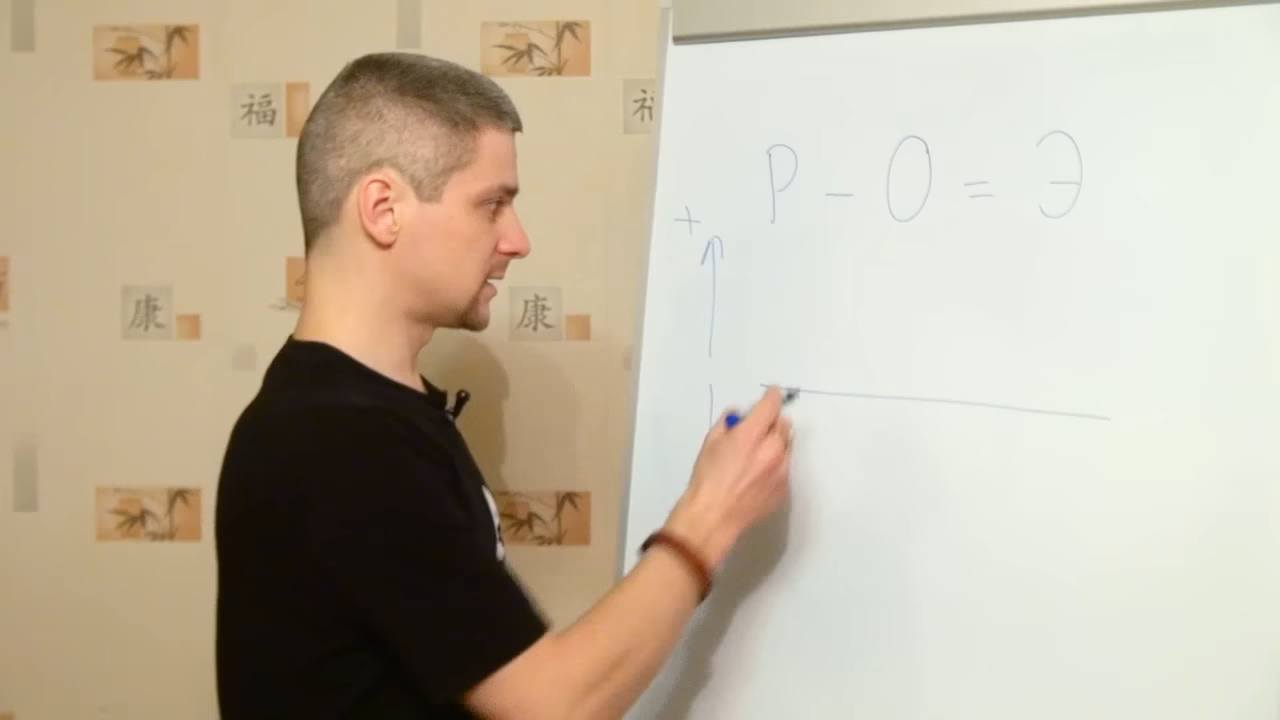 福
Р - О = Э
+
康 康